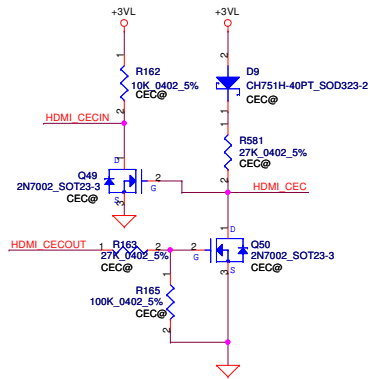 +3VL
+3VL
1
R162
10K_0402_5%
CEC@
2
2
D9
CH751H-40PT_SOD323-2
CEC@
1
HDMI_CECIN
1
R581
27K_0402_5%
CEC@
2
1
D
Q49
2N7002_SOT23-3
CEC@
2
G
S
3
HDMI_CEC
HDMI_CECOUT
1
R163
2
27K_0402_5%
CEC@
2
G
1
D
Q50
2N7002_SOT23-3
CEC@
S
3
1
R165
100K_0402_5%
CEC@
2